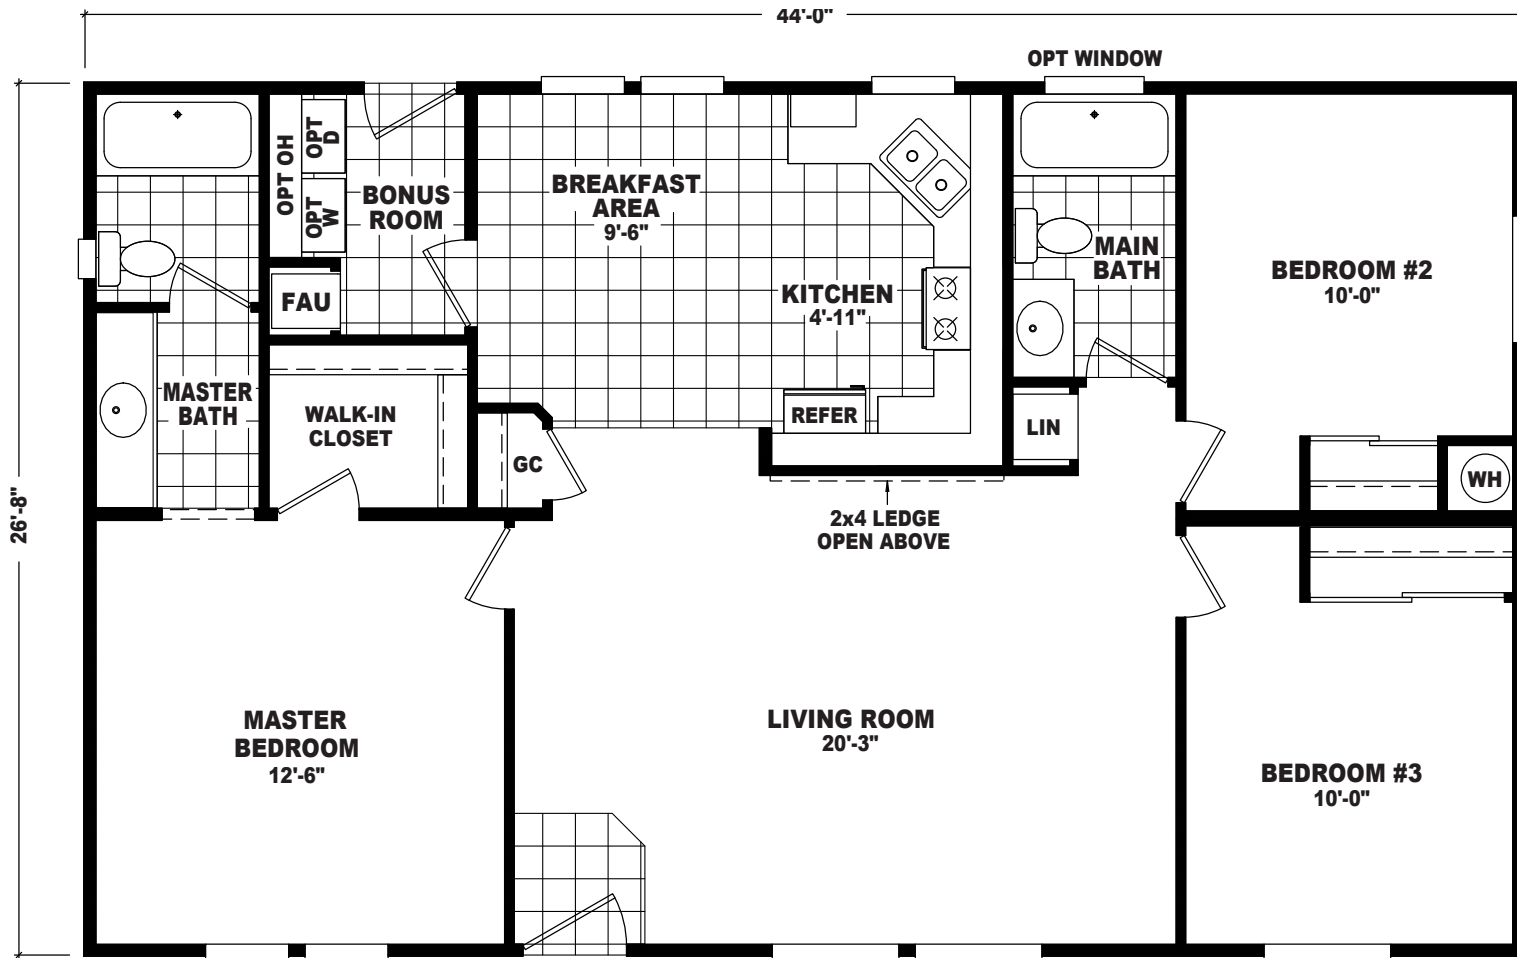 44'-0"
OPT WINDOW
OPT OH
OPT
D
OPT
W
BONUS
ROOM
BREAKFAST
AREA
9'-6"
MAIN
BATH
BEDROOM #2
10'-0"
FAU
KITCHEN
4'-11"
MASTER
BATH
WALK-IN
CLOSET
REFER
LIN
GC
WH
26'-8"
2x4 LEDGE
OPEN ABOVE
MASTER
BEDROOM
12'-6"
LIVING ROOM
20'-3"
BEDROOM #3
10'-0"